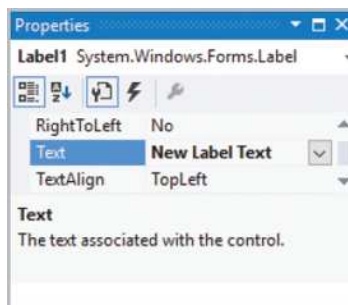 Properties
Label1 System.Windows.Forms.Label
RightToLeft No
Text New Label Text
TextAlign TopLeft
Text
The text associated with the control.